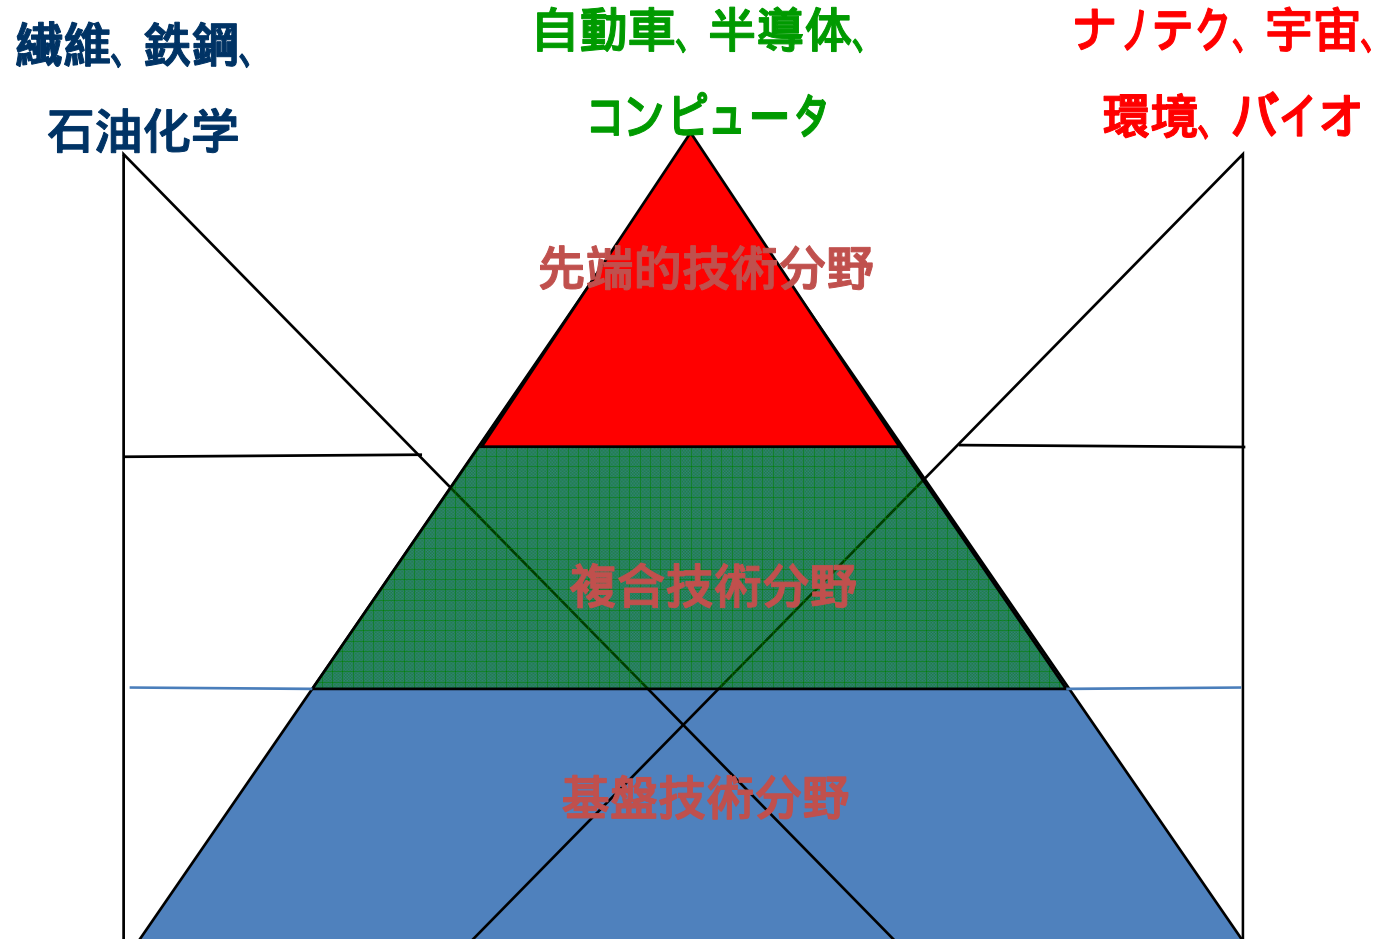 繊維、鉄鋼、
石油化学
自動車、半導体、
コンピュータ
ナノテク、宇宙、
環境、バイオ
先端的技術分野
複合技術分野
基盤技術分野